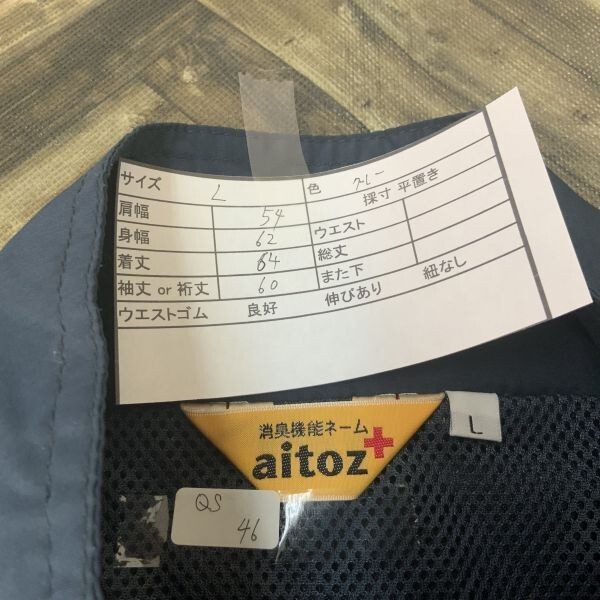 サイズ L 色 グレー
肩幅 54 採寸 平置き
身幅 62 ウエスト
着丈 64 総丈
袖丈 or 裄丈 60 また下
ウエストゴム 良好 伸びあり 紐なし
消臭機能ネーム
aitoz
L
QS
46